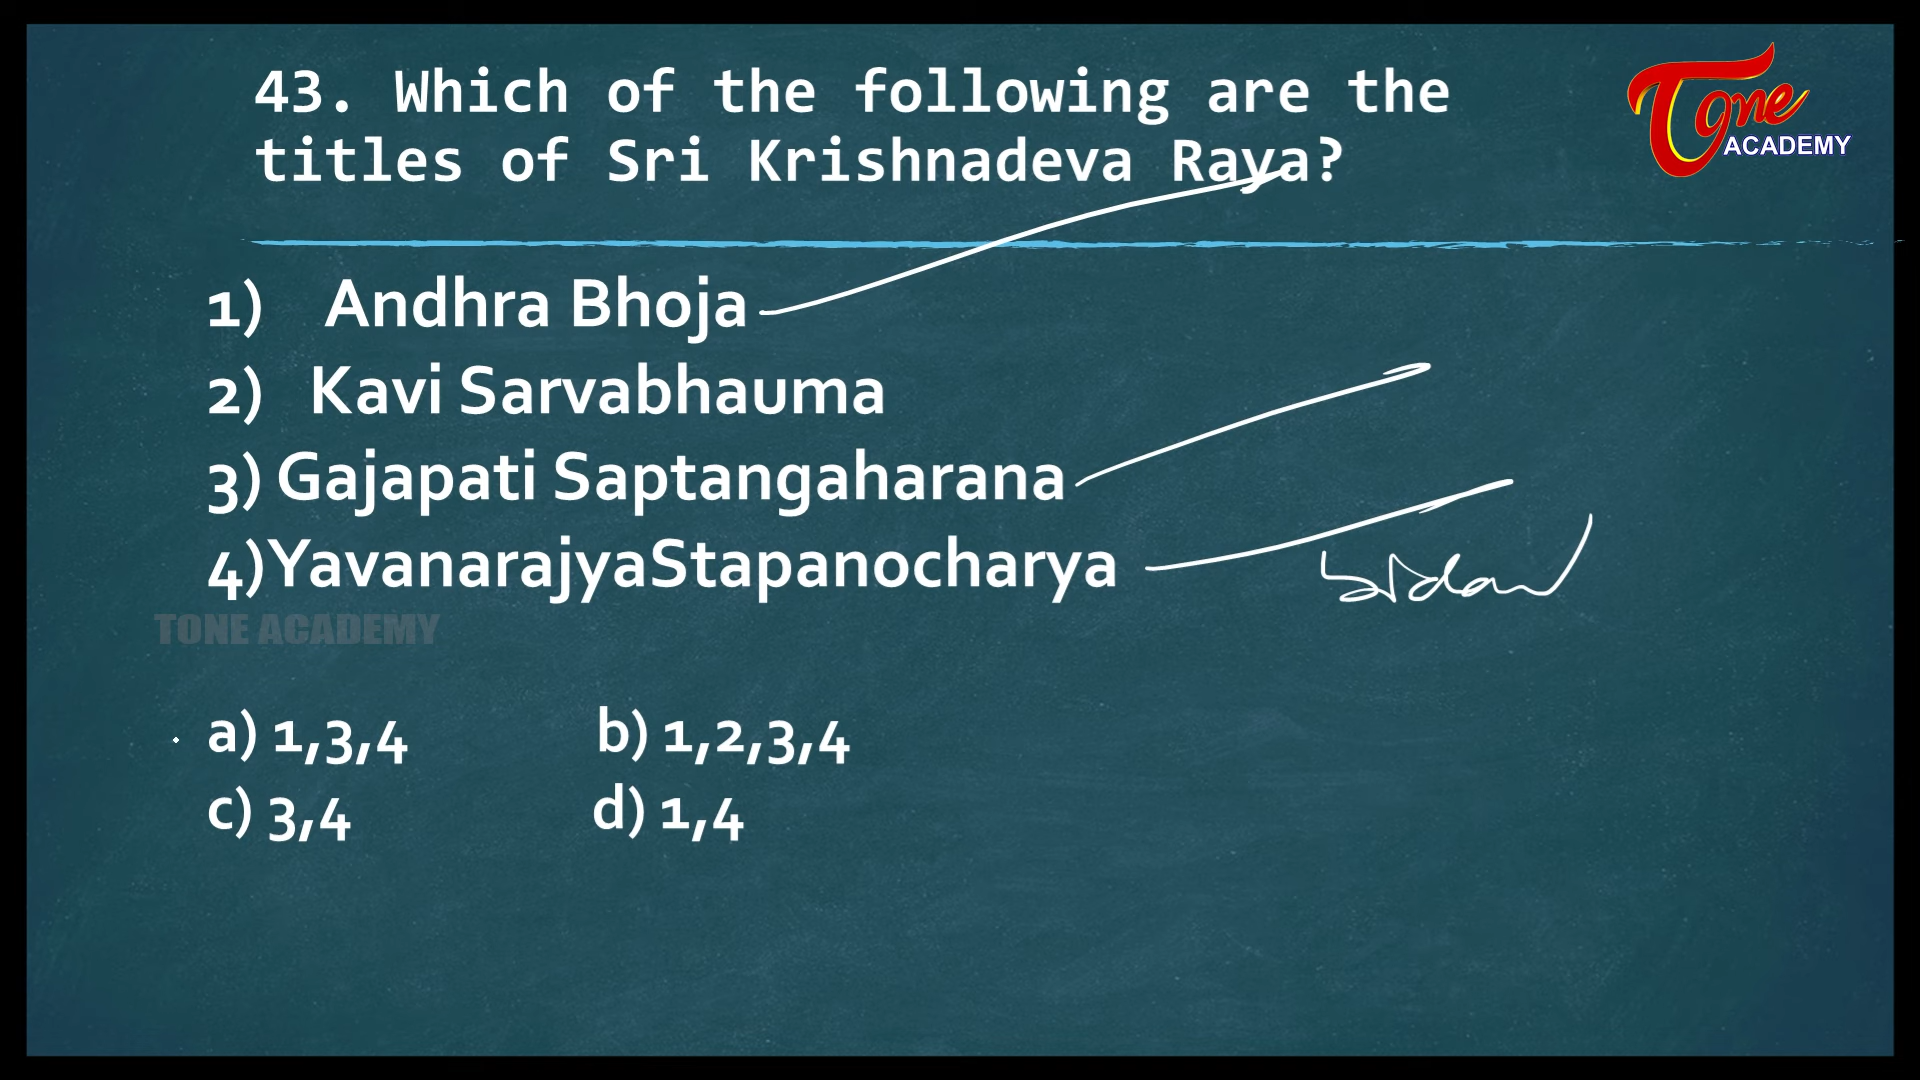 43. Which of the following are the
titles of Sri Krishnadeva Raya?
Tone
ACADEMY
1) Andhra Bhoja
2) Kavi Sarvabhauma
3) Gajapati Saptangaharana
4)YavanarajyaStapanocharya
TONE ACADEMY
a) 1,3,4 b) 1,2,3,4
c) 3,4 d) 1,4